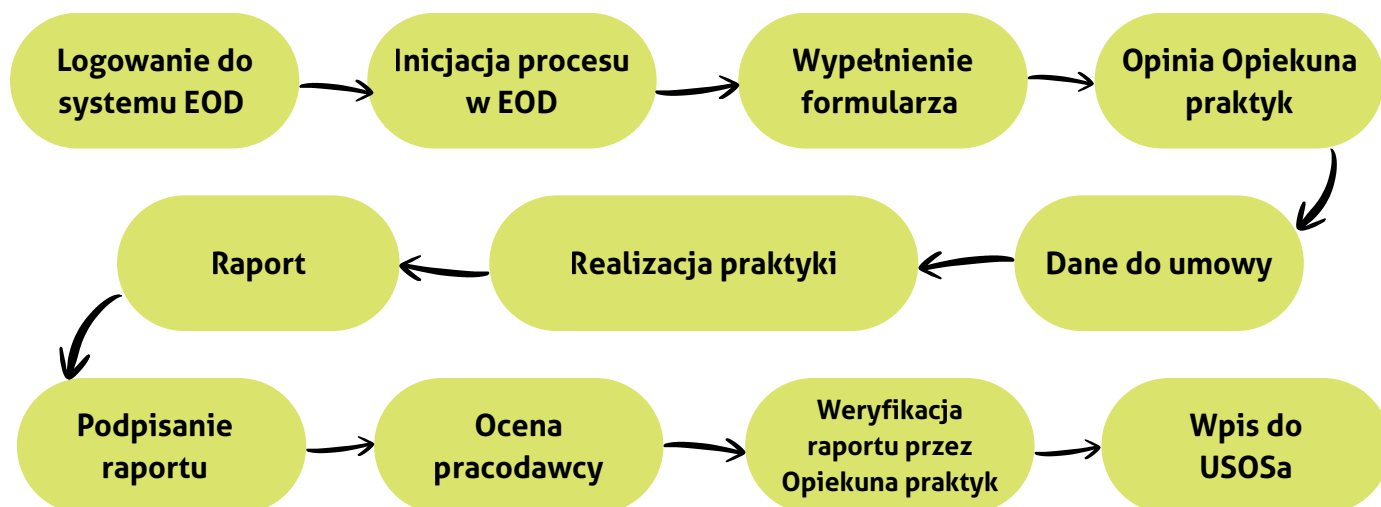 Logowanie do
systemu EOD
Inicjacja procesu
w EOD
Wypełnienie
formularza
Opinia Opiekuna
praktyk
Dane do umowy
Realizacja praktyki
Raport
Podpisanie
raportu
Ocena
pracodawcy
Weryfikacja
raportu przez
Opiekuna praktyk
Wpis do
USOSa